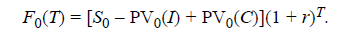 F₀(T) = [S₀ – PV₀(I) + PV₀(C)](1 + r)ᵀ.